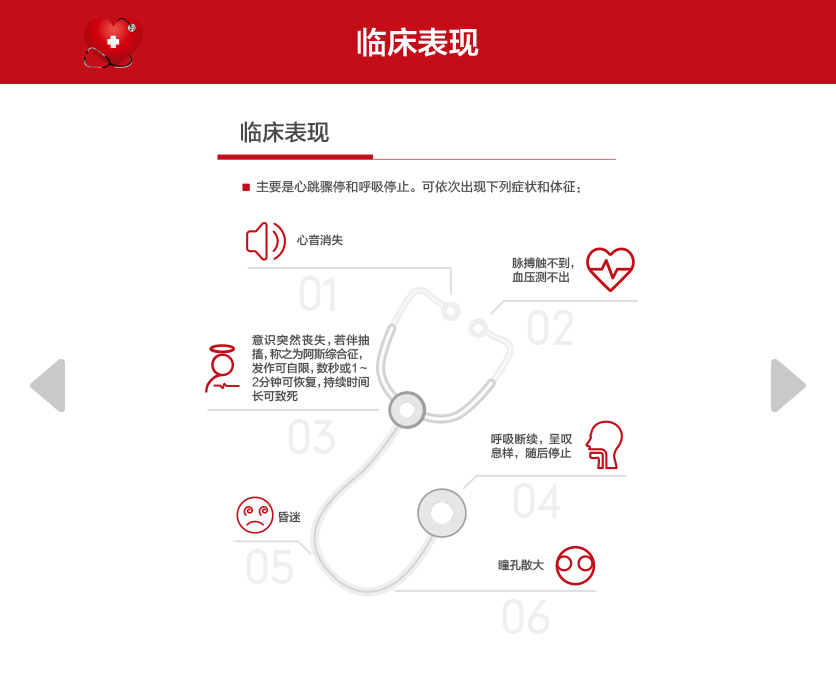 临床表现
临床表现
主要是心跳骤停和呼吸停止。可依次出现下列症状和体征：
心音消失
01
脉搏触不到，
血压测不出
02
意识突然丧失，若伴抽
搐，称之为阿斯综合征，
发作可自限，数秒或1～
2分钟可恢复，持续时间
长可致死
03
呼吸断续，呈叹
息样，随后停止
04
昏迷
05
瞳孔散大
06